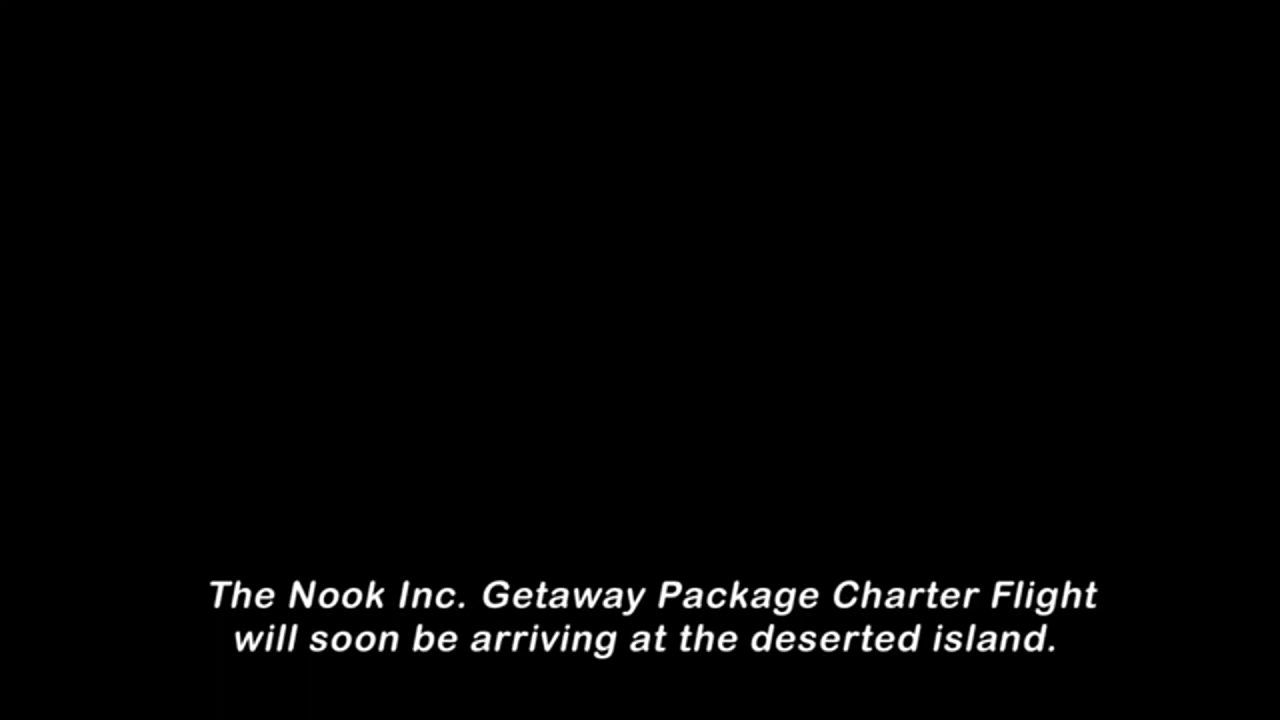 The Nook Inc. Getaway Package Charter Flight
will soon be arriving at the deserted island.